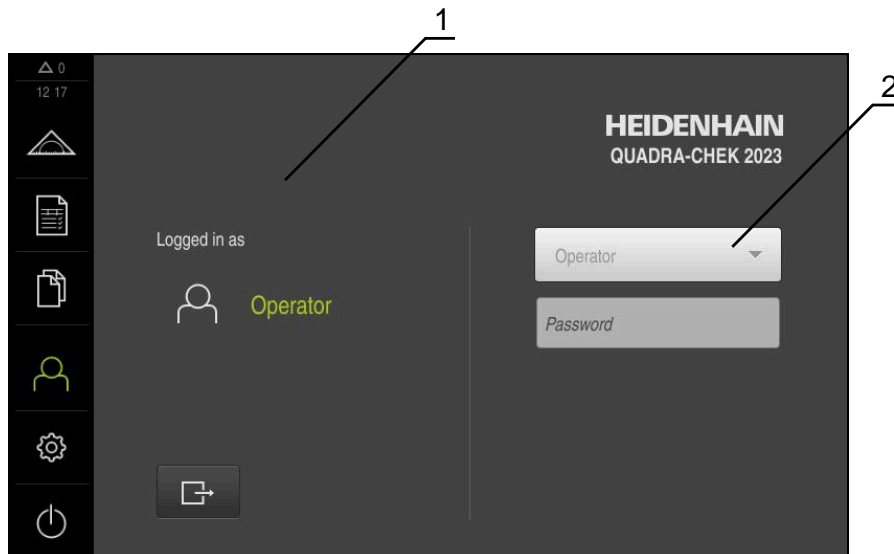 1
2
0
12 17
HEIDENHAIN
QUADRA-CHEK 2023
Logged in as
Operator
Operator
Password